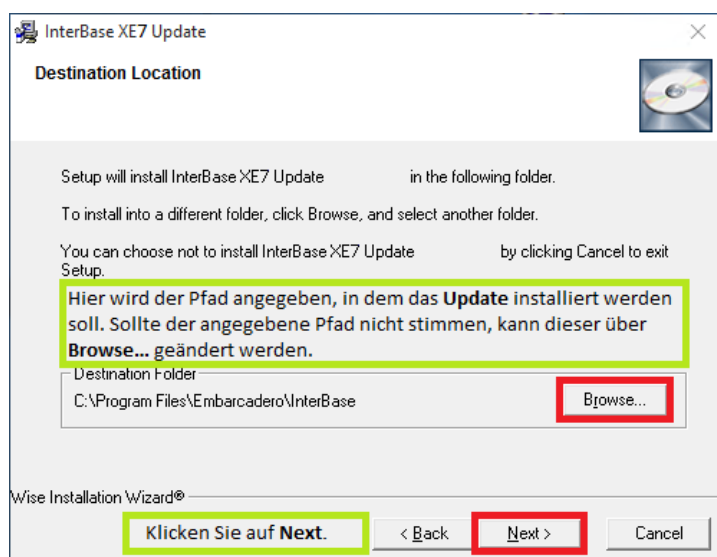 InterBase XE7 Update
Destination Location
Setup will install InterBase XE7 Update in the following folder.
To install into a different folder, click Browse, and select another folder.
You can choose not to install InterBase XE7 Update by clicking Cancel to exit
Setup.
Hier wird der Pfad angegeben, in dem das Update installiert werden
soll. Sollte der angegebene Pfad nicht stimmen, kann dieser über
Browse... geändert werden.
Destination Folder
C:\Program Files\Embarcadero\InterBase
Browse...
Wise Installation Wizard®
Klicken Sie auf Next.
< Back
Next >
Cancel